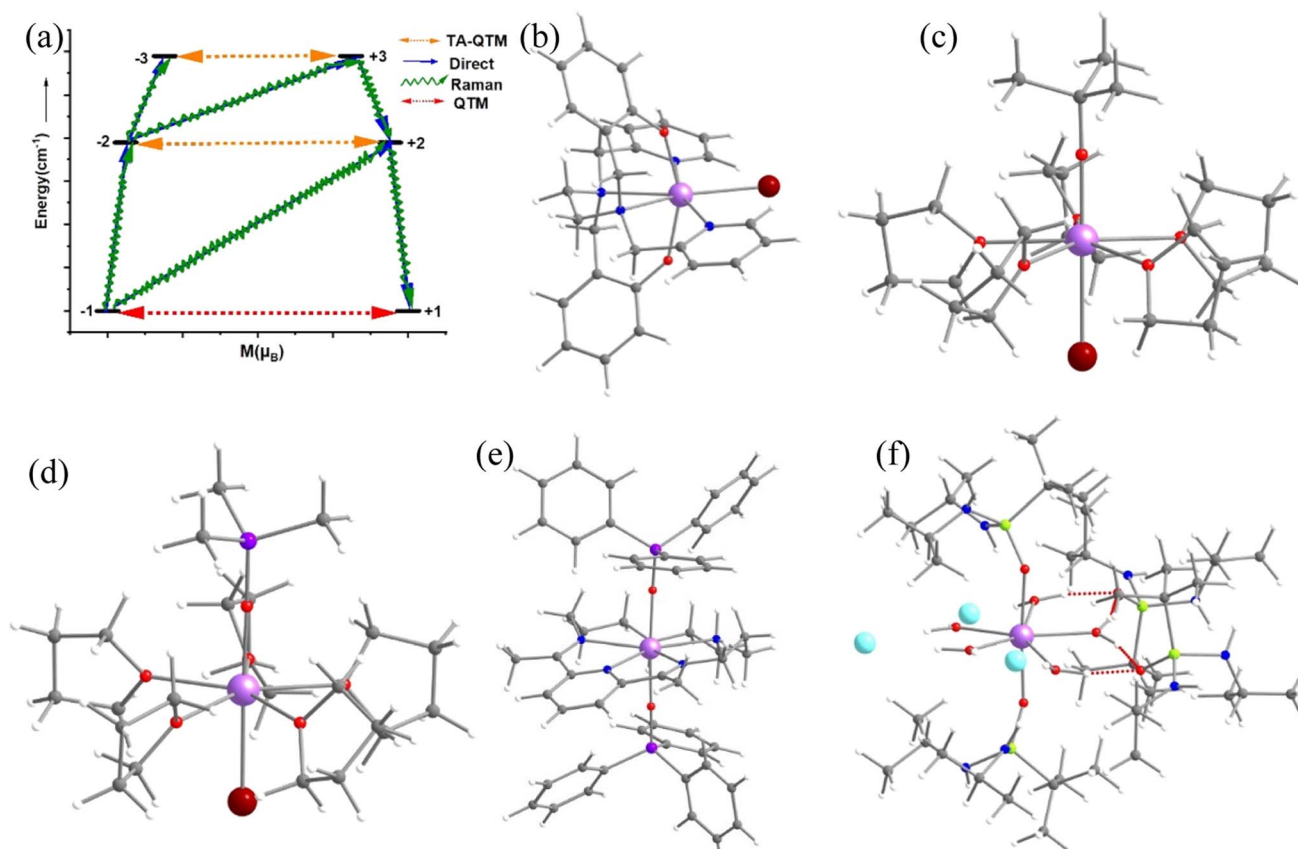 (a)
-3
+3
-2
+2
-1
+1
Energy(cm⁻¹)
M(μB)
TA-QTM
Direct
Raman
QTM
(b)
(c)
(d)
(e)
(f)